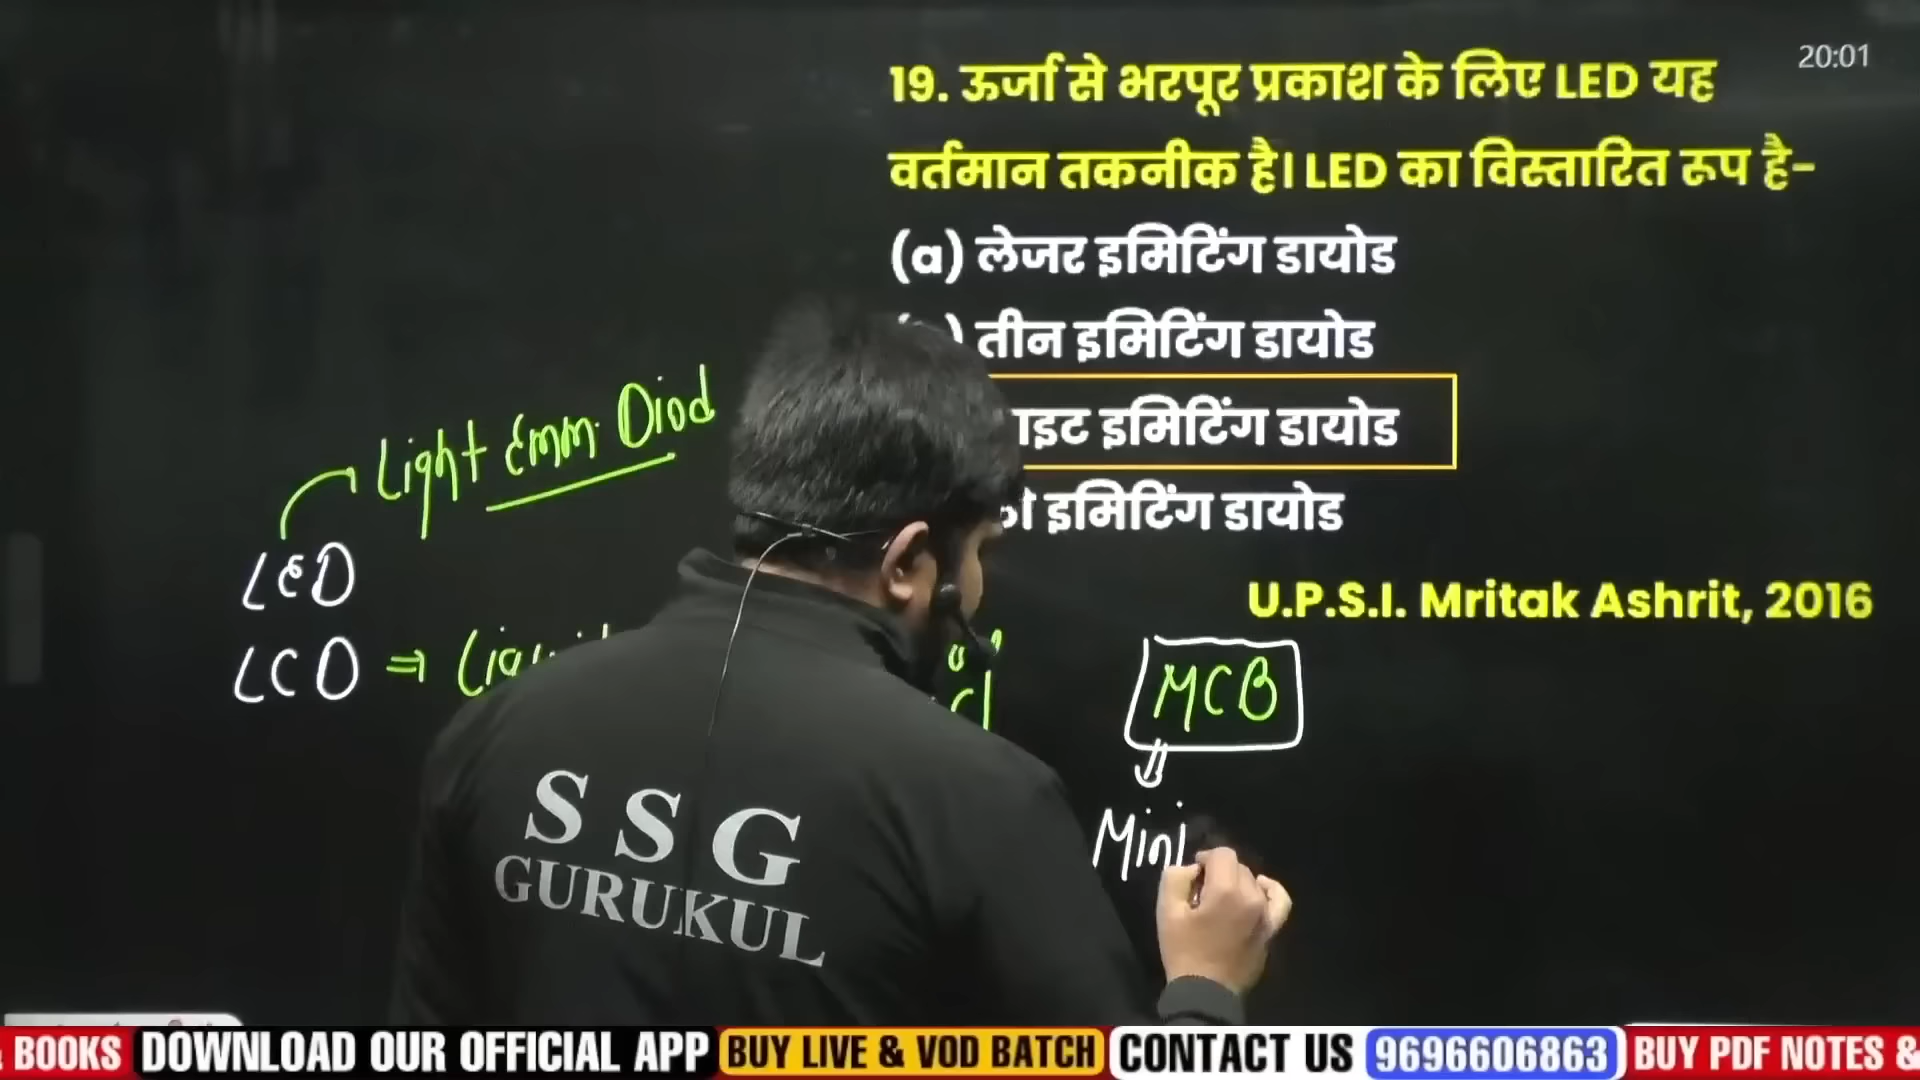 20:01
19. ऊर्जा से भरपूर प्रकाश के लिए LED यह
वर्तमान तकनीक है। LED का विस्तारित रूप है-
(a) लेजर इमिटिंग डायोड
तीन इमिटिंग डायोड
इमिटिंग डायोड
इमिटिंग डायोड
U.P.S.I. Mritak Ashrit, 2016
Light Emm. Diod
LED
LCD ⇒
MCB
Mini
SSG
GURUKUL
BOOKS DOWNLOAD OUR OFFICIAL APP BUY LIVE & VOD BATCH CONTACT US 9696606863 BUY PDF NOTES &